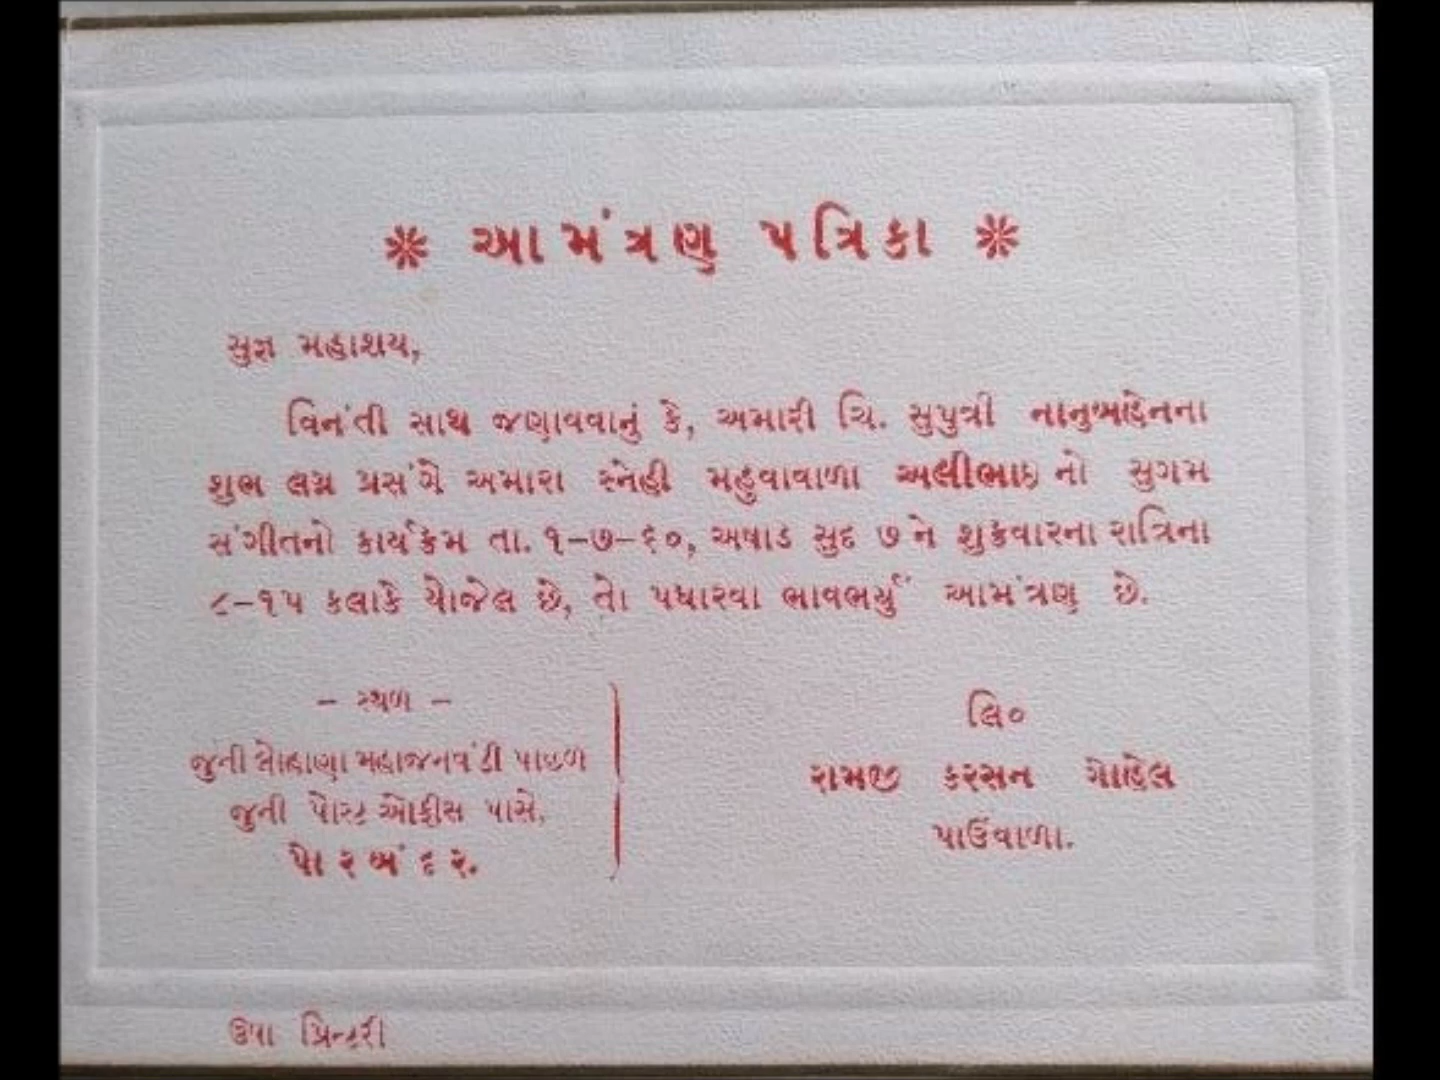 ❋ આમંત્રણ પત્રિકા ❋
સુજ્ઞ મહાશય,
વિનંતી સાથ જણાવવાનું કે, અમારી ચિ. સુપુત્રી નાનુબહેનના
શુભ લગ્ન પ્રસંગે અમારા સ્નેહી મહુવાવાળા અલીભાઇ નો સુગમ
સંગીતનો કાર્યક્રમ તા. ૧-૭-૬૦, અષાડ સુદ ૭ ને શુક્રવારના રાત્રિના
૮-૧૫ કલાકે યોજેલ છે, તો પધારવા ભાવભર્યું આમંત્રણ છે.
- સ્થળ -
જુની લોહાણા મહાજનવંડી પાછળ
જુની પોસ્ટ ઓફીસ પાસે,
પોરબંદર.
લિ૦
રામજી કરસન ગોહેલ
પાઉંવાળા.
ઉષા પ્રિન્ટરી